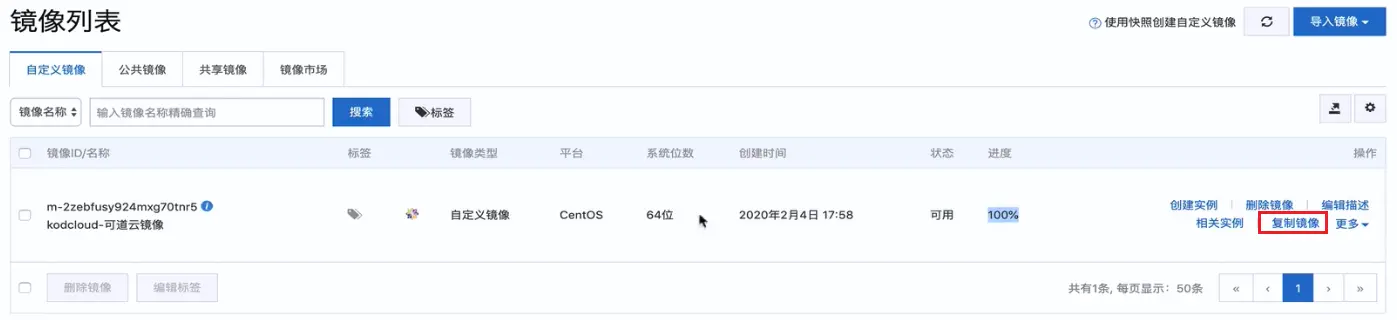 镜像列表
使用快照创建自定义镜像
导入镜像
自定义镜像 公共镜像 共享镜像 镜像市场
镜像名称 输入镜像名称精确查询 搜索 标签
镜像ID/名称 标签 镜像类型 平台 系统位数 创建时间 状态 进度 操作
m-2zebfusy924mxg70tnr5
kodcloud-可道云镜像
自定义镜像 CentOS 64位 2020年2月4日 17:58 可用 100%
创建实例 | 删除镜像 | 编辑描述
相关实例 复制镜像 更多
删除镜像 编辑标签 共有1条, 每页显示：50条 « ‹ 1 › »